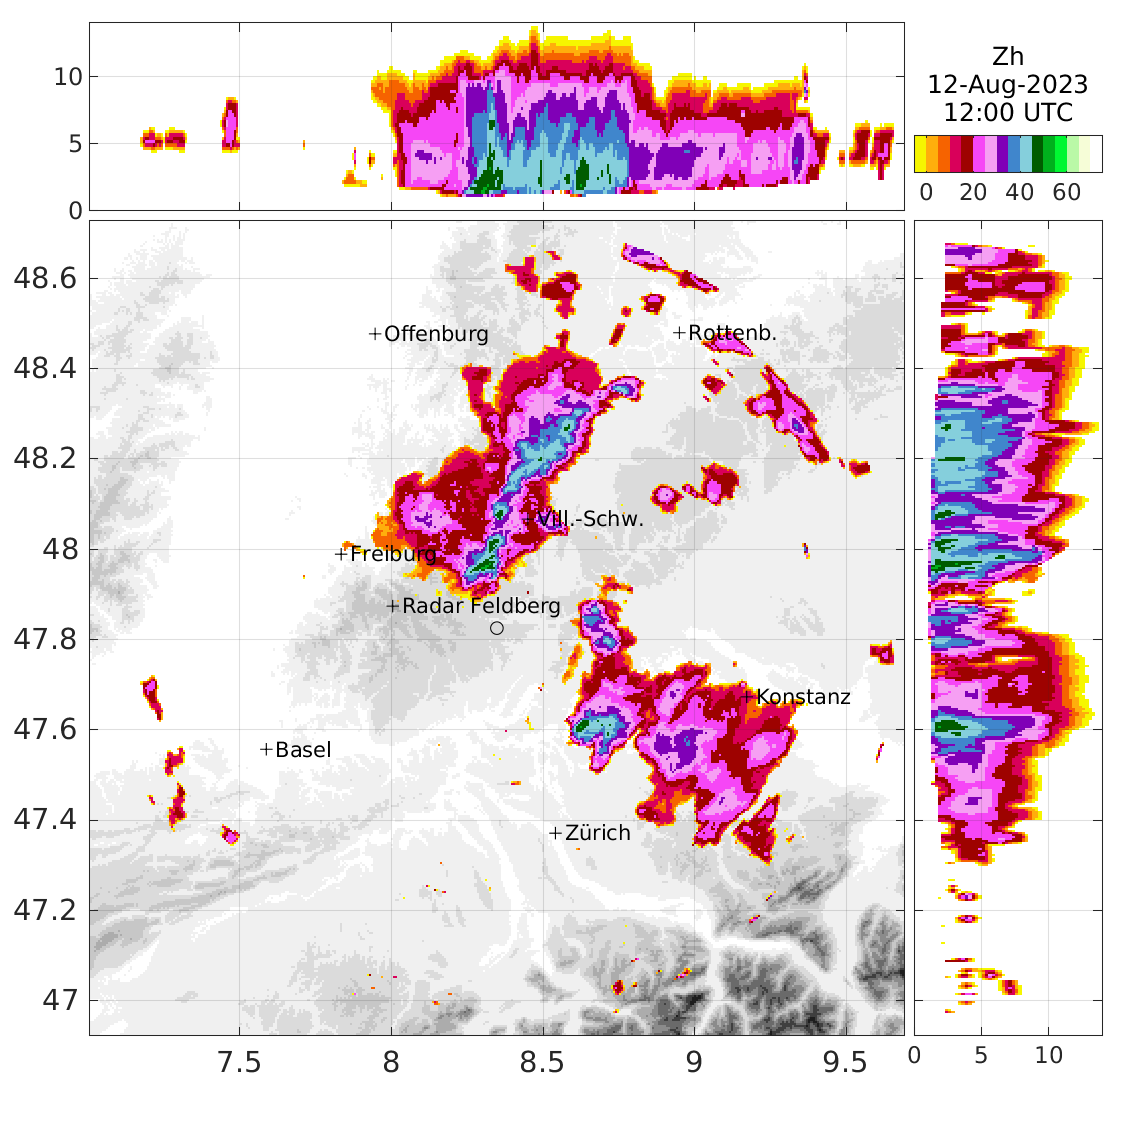 Zh
12-Aug-2023
12:00 UTC
0 20 40 60
10
5
0
48.6
48.4
48.2
48
47.8
47.6
47.4
47.2
47
+Offenburg
+Rottenb.
+Vill.-Schw.
+Freiburg
+Radar Feldberg
+Konstanz
+Basel
+Zürich
7.5 8 8.5 9 9.5
0 5 10